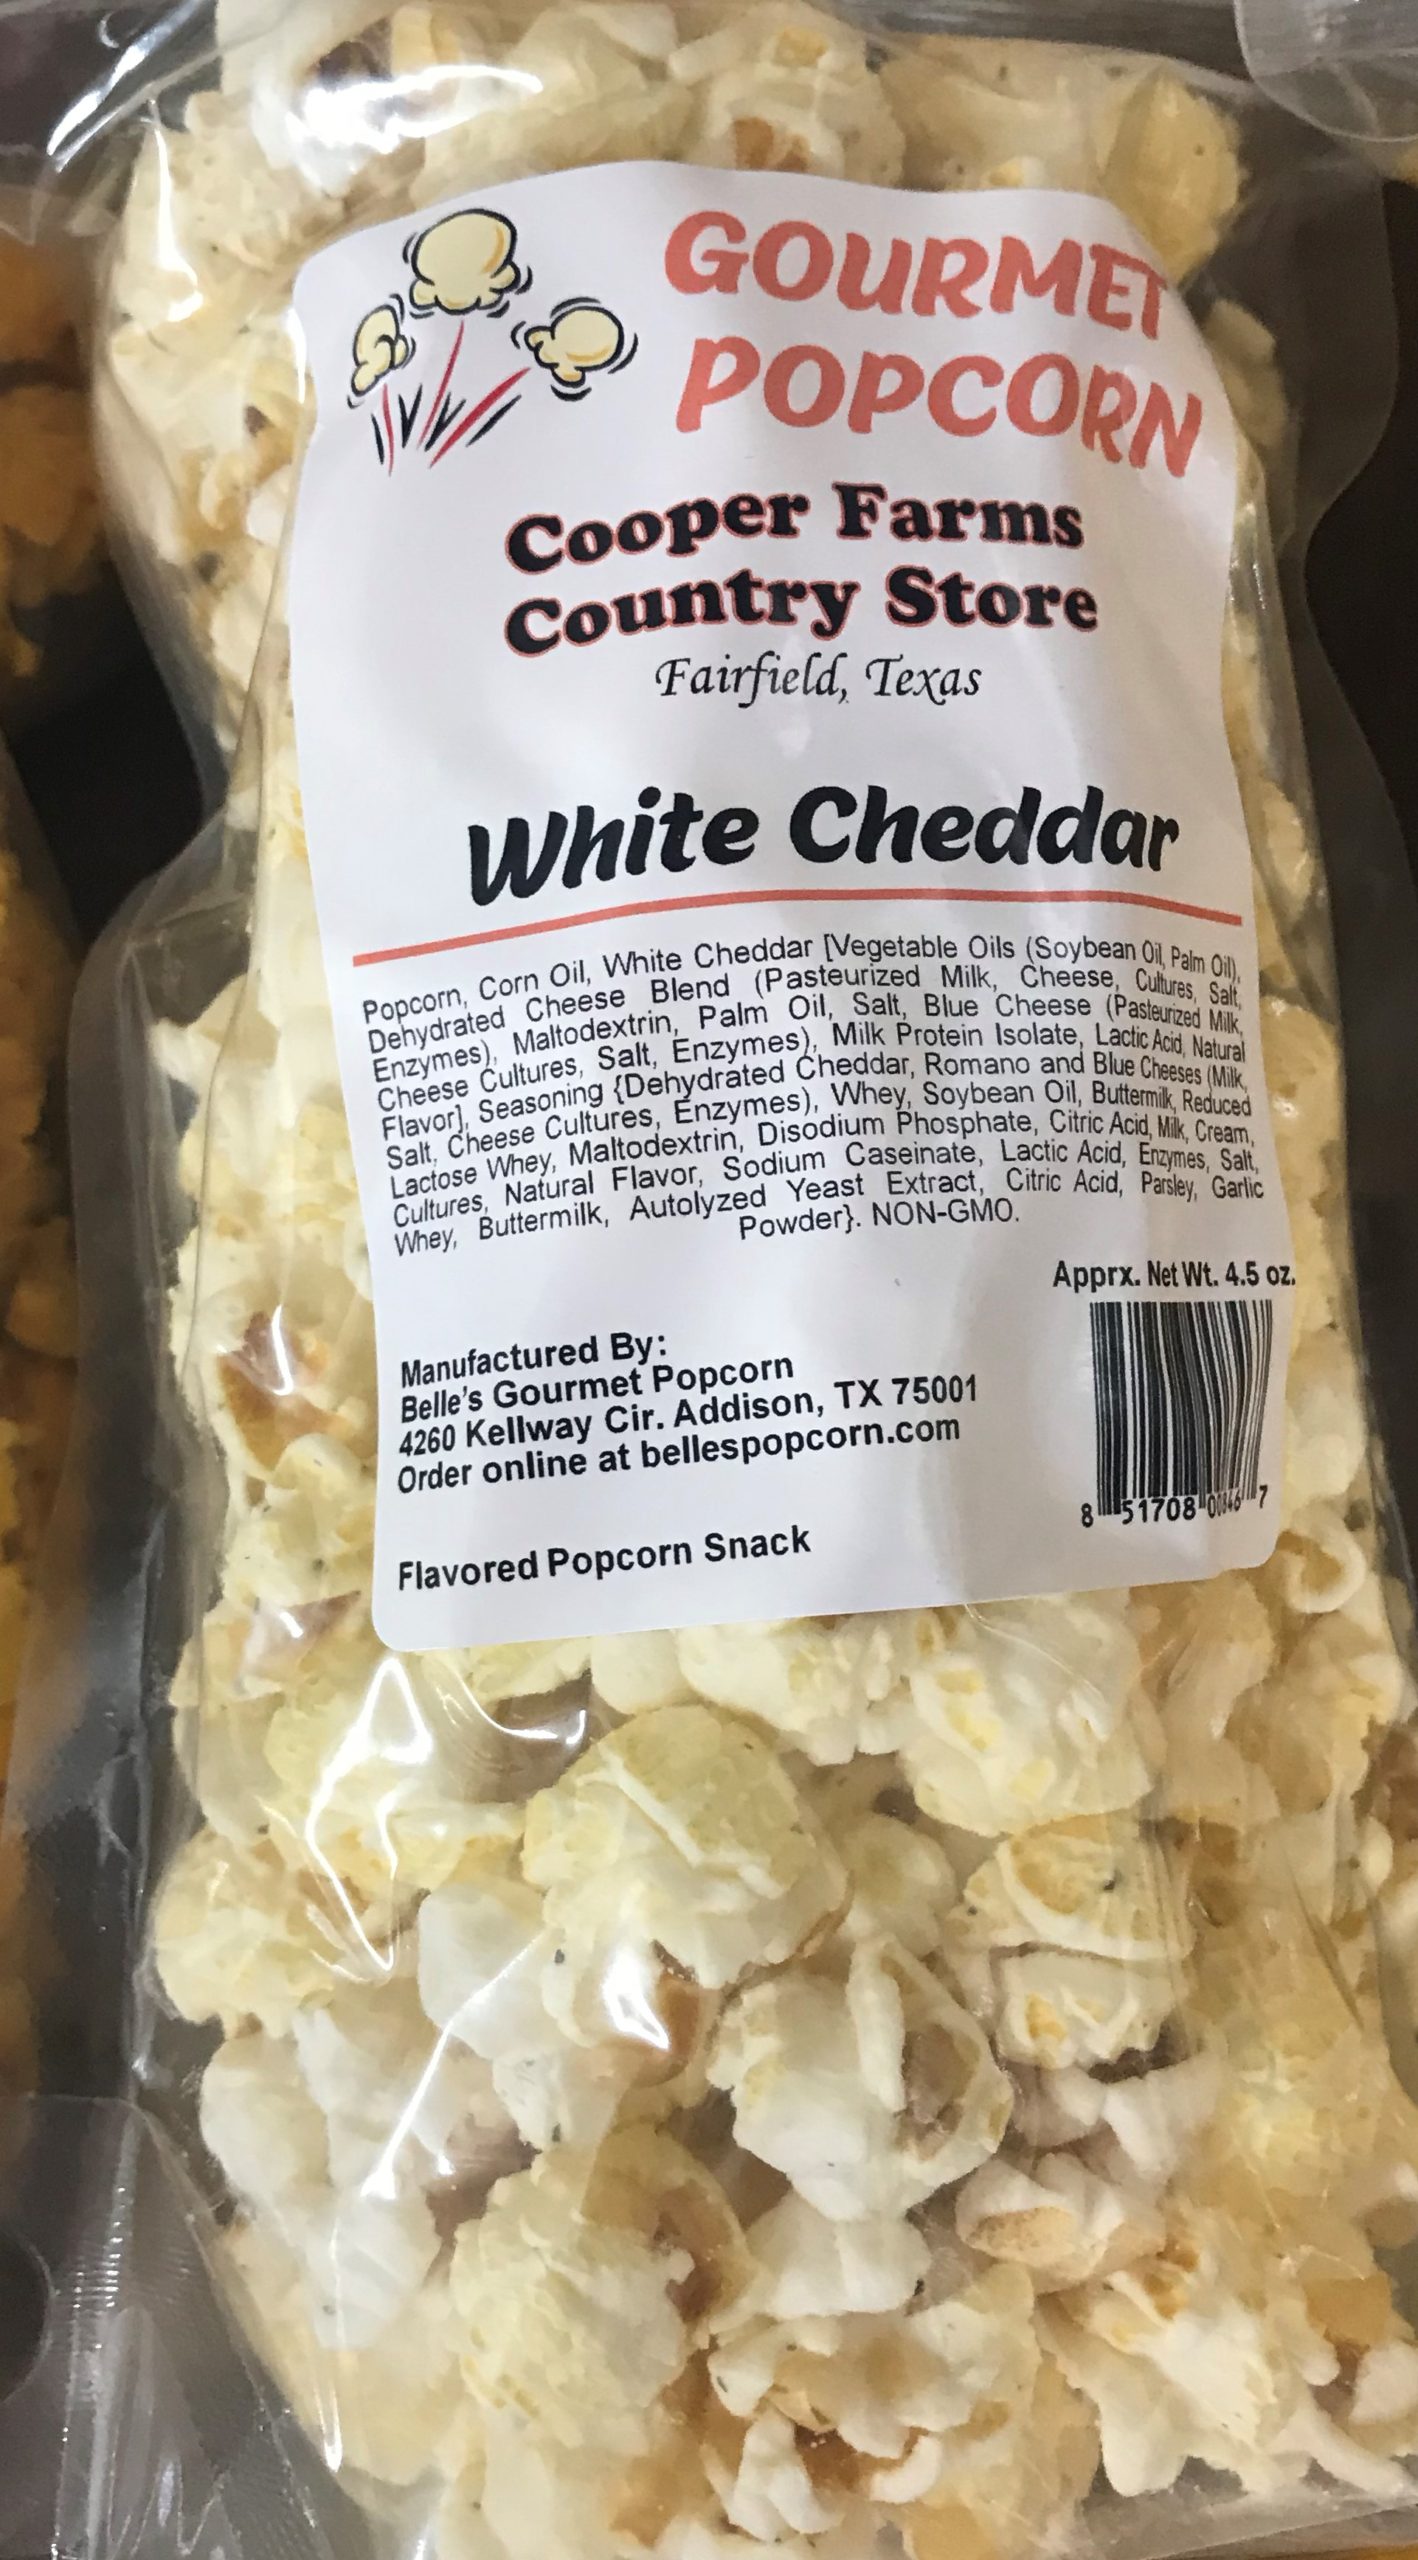 GOURMET
POPCORN
Cooper Farms
Country Store
Fairfield, Texas
White Cheddar
Popcorn, Corn Oil, White Cheddar [Vegetable Oils (Soybean Oil, Palm Oil),
Dehydrated Cheese Blend (Pasteurized Milk, Cheese, Cultures, Salt,
Enzymes), Maltodextrin, Palm Oil, Salt, Blue Cheese (Pasteurized Milk,
Cheese Cultures, Salt, Enzymes), Milk Protein Isolate, Lactic Acid, Natural
Flavor], Seasoning {Dehydrated Cheddar, Romano and Blue Cheeses (Milk,
Salt, Cheese Cultures, Enzymes), Whey, Soybean Oil, Buttermilk, Reduced
Lactose Whey, Maltodextrin, Disodium Phosphate, Citric Acid, Milk, Cream,
Cultures, Natural Flavor, Sodium Caseinate, Lactic Acid, Enzymes, Salt,
Whey, Buttermilk, Autolyzed Yeast Extract, Citric Acid, Parsley, Garlic
Powder}. NON-GMO.
Apprx. Net Wt. 4.5 oz.
Manufactured By:
Belle's Gourmet Popcorn
4260 Kellway Cir. Addison, TX 75001
Order online at bellespopcorn.com
8 51708 00846 7
Flavored Popcorn Snack